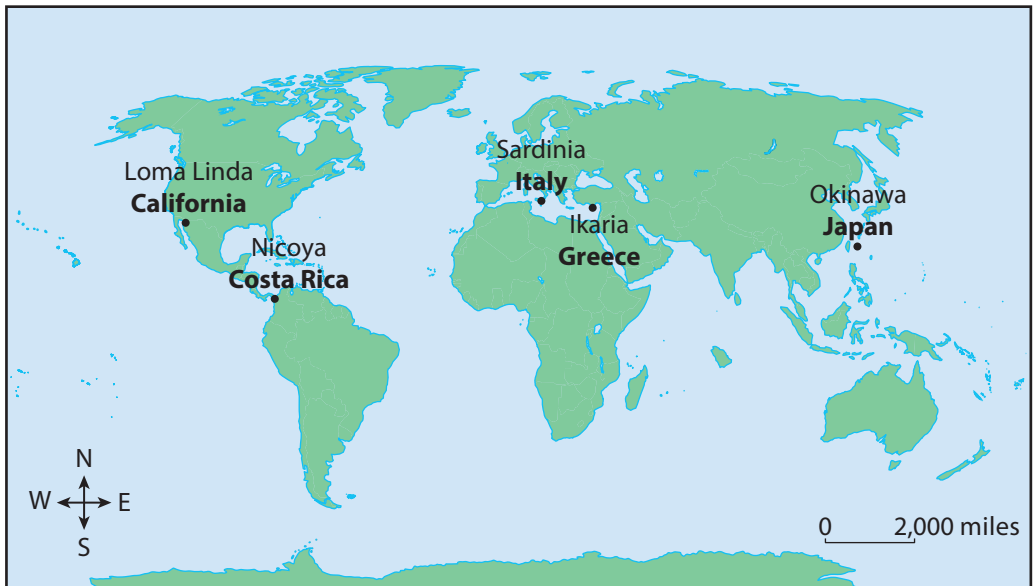 Loma Linda
California
Nicoya
Costa Rica
Sardinia
Italy
Ikaria
Greece
Okinawa
Japan
N
W E
S
0 2,000 miles